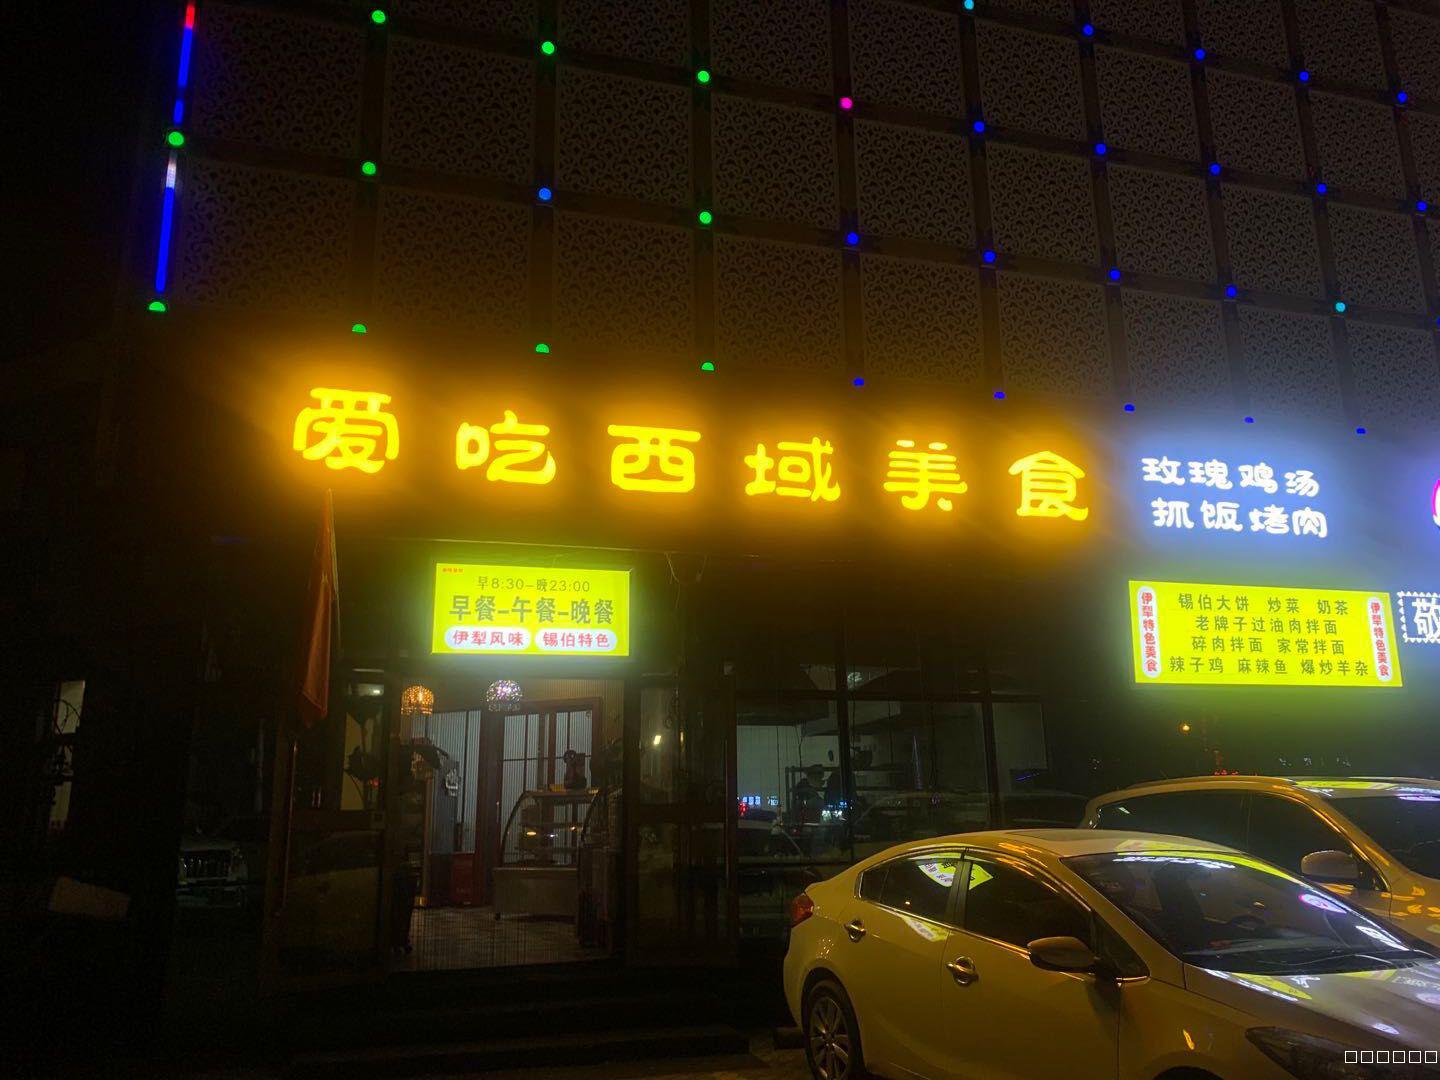 爱吃西域美食
玫瑰鸡汤
抓饭烤肉
早8:30-晚23:00
早餐-午餐-晚餐
伊犁风味 锡伯特色
伊犁特色美食
锡伯大饼 炒菜 奶茶
老牌子过油肉拌面
碎肉拌面 家常拌面
辣子鸡 麻辣鱼 爆炒羊杂
伊犁特色美食
敬